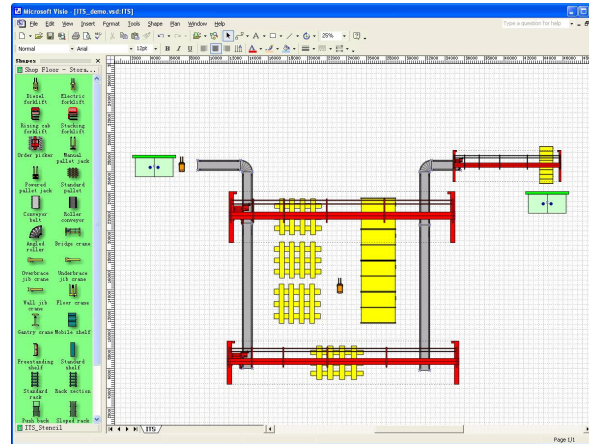 Microsoft Visio - [ITS_demo.vsd:ITS]
File Edit View Insert Format Tools Shape Plan Window Help
Type a question for help
25%
Normal Arial 12pt B I U
Shapes
Shop Floor - Stora...
Diesel forklift
Electric forklift
Rising cab forklift
Stacking forklift
Order picker
Manual pallet jack
Powered pallet jack
Standard pallet
Conveyor belt
Roller conveyor
Angled roller
Bridge crane
Overbrace jib crane
Underbrace jib crane
Wall jib crane
Floor crane
Gantry crane
Mobile shelf
Freestanding shelf
Standard shelf
Standard rack
Rack section
Push back
Sloped rack
ITS_Stencil
ITS
Page 1/1